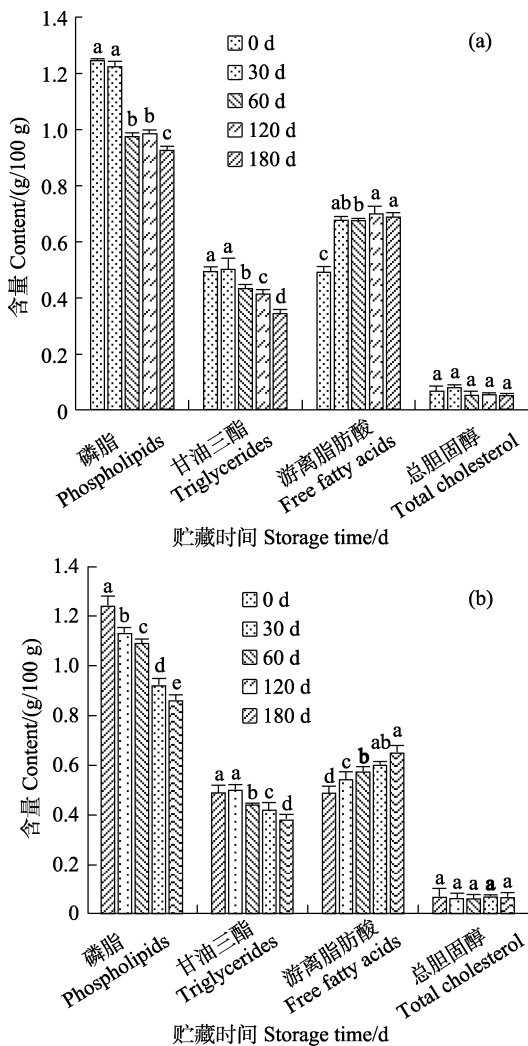 (a)
1.4
1.2
1.0
0.8
0.6
0.4
0.2
0
含量 Content/(g/100 g)
0 d
30 d
60 d
120 d
180 d
a a b b c
a a b c d
c ab b a a
a a a a a
磷脂 Phospholipids
甘油三酯 Triglycerides
游离脂肪酸 Free fatty acids
总胆固醇 Total cholesterol
贮藏时间 Storage time/d
(b)
1.4
1.2
1.0
0.8
0.6
0.4
0.2
0
含量 Content/(g/100 g)
0 d
30 d
60 d
120 d
180 d
a b c d e
a a b c d
d c b ab a
a a a a a
磷脂 Phospholipids
甘油三酯 Triglycerides
游离脂肪酸 Free fatty acids
总胆固醇 Total cholesterol
贮藏时间 Storage time/d